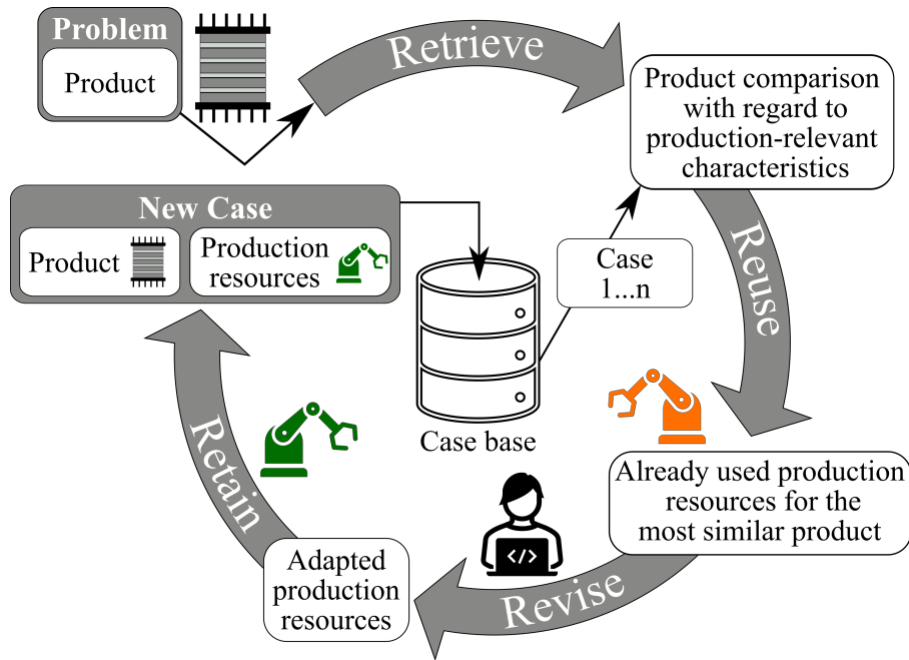 Problem
Product
Retrieve
Product comparison
with regard to
production-relevant
characteristics
New Case
Product
Production
resources
Case
1...n
Reuse
Case base
Already used production
resources for the
most similar product
</>
Revise
Adapted
production
resources
Retain